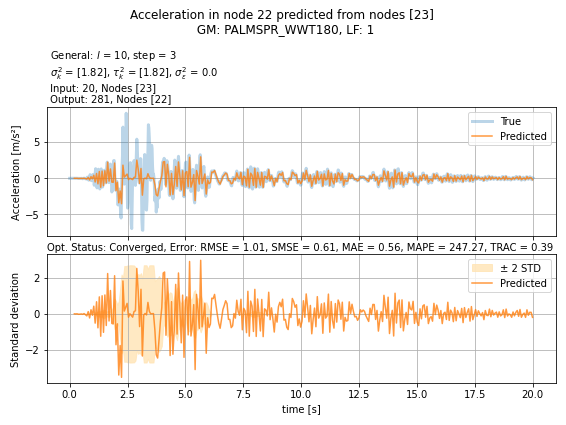 Acceleration in node 22 predicted from nodes [23]
GM: PALMSPR_WWT180, LF: 1
General: l = 10, step = 3
σ²ₖ = [1.82], τ²ₖ = [1.82], σ²ε = 0.0
Input: 20, Nodes [23]
Output: 281, Nodes [22]
Acceleration [m/s²]
5
0
−5
True
Predicted
Opt. Status: Converged, Error: RMSE = 1.01, SMSE = 0.61, MAE = 0.56, MAPE = 247.27, TRAC = 0.39
Standard deviation
2
0
−2
± 2 STD
Predicted
0.0 2.5 5.0 7.5 10.0 12.5 15.0 17.5 20.0
time [s]